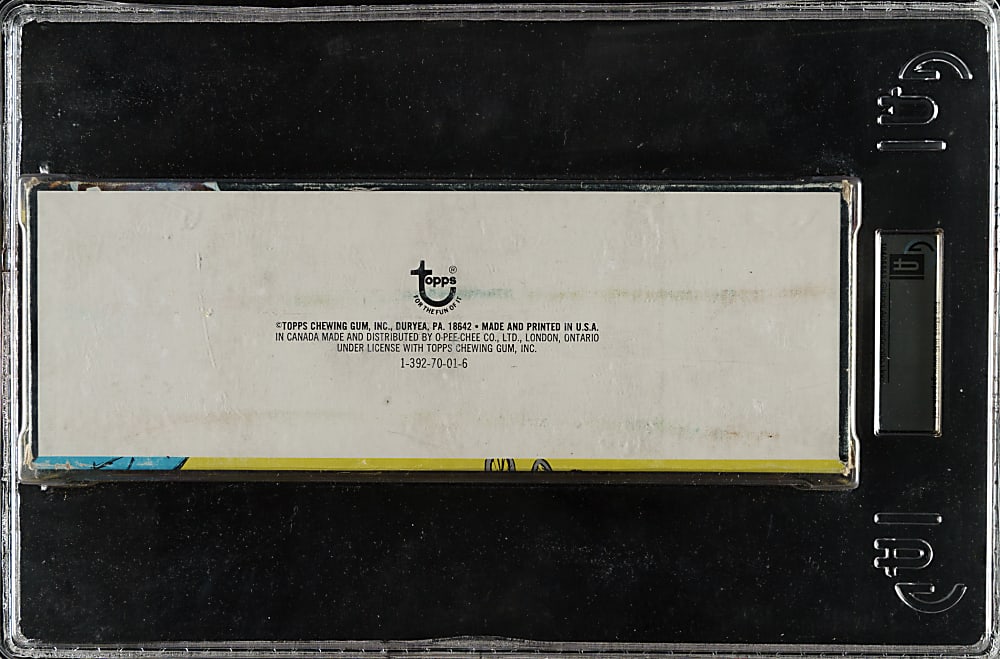 topps®
FOR THE FUN OF IT
©TOPPS CHEWING GUM, INC., DURYEA, PA. 18642 • MADE AND PRINTED IN U.S.A.
IN CANADA MADE AND DISTRIBUTED BY O-PEE-CHEE CO., LTD., LONDON, ONTARIO
UNDER LICENSE WITH TOPPS CHEWING GUM, INC.
1-392-70-01-6